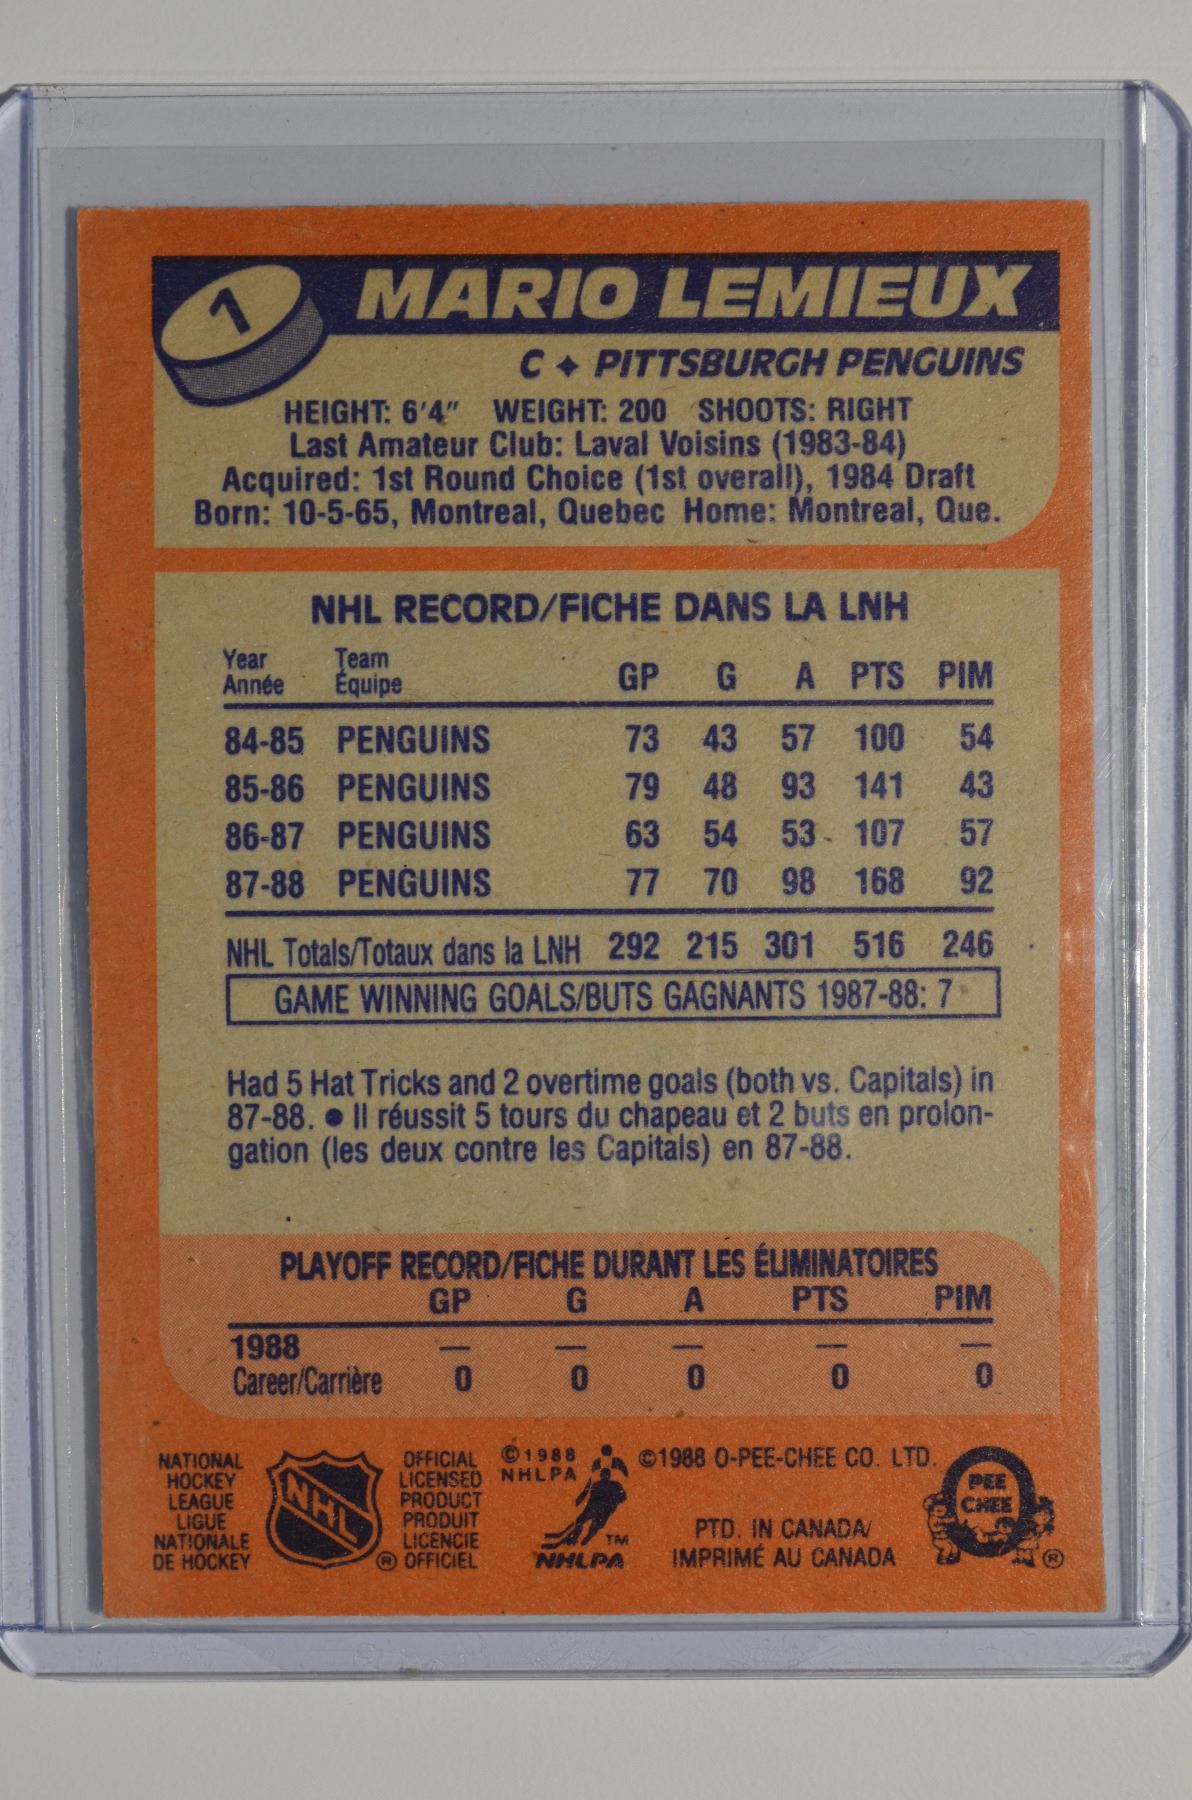 1 MARIO LEMIEUX
C ✦ PITTSBURGH PENGUINS
HEIGHT: 6'4" WEIGHT: 200 SHOOTS: RIGHT
Last Amateur Club: Laval Voisins (1983-84)
Acquired: 1st Round Choice (1st overall), 1984 Draft
Born: 10-5-65, Montreal, Quebec Home: Montreal, Que.
NHL RECORD/FICHE DANS LA LNH
Year Team
Année Équipe GP G A PTS PIM
84-85 PENGUINS 73 43 57 100 54
85-86 PENGUINS 79 48 93 141 43
86-87 PENGUINS 63 54 53 107 57
87-88 PENGUINS 77 70 98 168 92
NHL Totals/Totaux dans la LNH 292 215 301 516 246
GAME WINNING GOALS/BUTS GAGNANTS 1987-88: 7
Had 5 Hat Tricks and 2 overtime goals (both vs. Capitals) in
87-88. ● Il réussit 5 tours du chapeau et 2 buts en prolon-
gation (les deux contre les Capitals) en 87-88.
PLAYOFF RECORD/FICHE DURANT LES ÉLIMINATOIRES
GP G A PTS PIM
1988 — — — — —
Career/Carrière 0 0 0 0 0
NATIONAL
HOCKEY
LEAGUE
LIGUE
NATIONALE
DE HOCKEY
NHL
®
OFFICIAL
LICENSED
PRODUCT
PRODUIT
LICENCIE
OFFICIEL
©1988
NHLPA
TM
NHLPA
©1988 O-PEE-CHEE CO. LTD.
PTD. IN CANADA/
IMPRIMÉ AU CANADA
O
PEE
CHEE
®